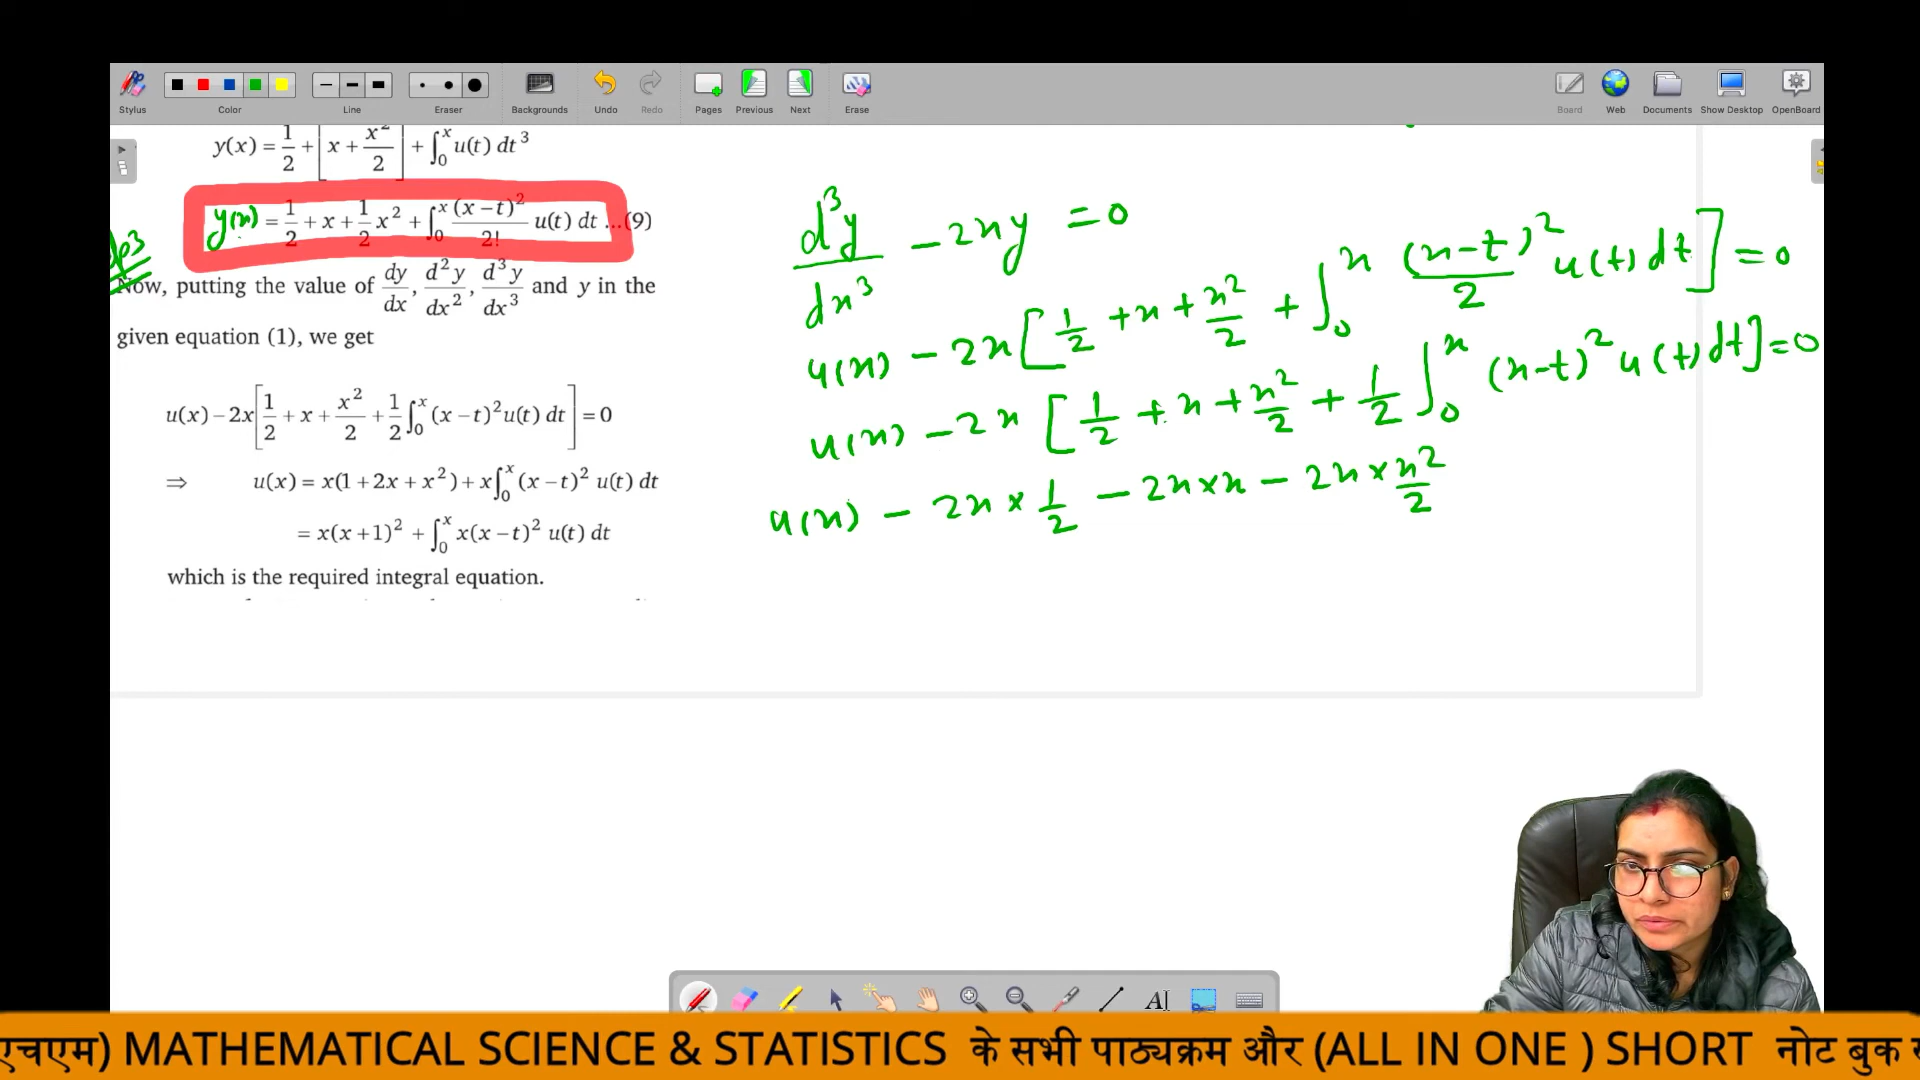 Stylus Color Line Eraser Backgrounds Undo Redo Pages Previous Next Erase Board Web Documents Show Desktop OpenBoard
y(x) = 1/2 + [x + x²/2] + ∫₀ˣ u(t) dt³
y(x) = 1/2 + x + 1/2 x² + ∫₀ˣ (x − t)²/2! u(t) dt ...(9)
Now, putting the value of dy/dx, d²y/dx², d³y/dx³ and y in the
given equation (1), we get
u(x) − 2x[1/2 + x + x²/2 + 1/2 ∫₀ˣ (x − t)² u(t) dt] = 0
⇒ u(x) = x(1 + 2x + x²) + x∫₀ˣ (x − t)² u(t) dt
= x(x + 1)² + ∫₀ˣ x(x − t)² u(t) dt
which is the required integral equation.
d³y/dx³ − 2xy = 0
u(x) − 2x[1/2 + x + x²/2 + ∫₀ˣ (x−t)²/2 u(t) dt] = 0
u(x) − 2x [1/2 + x + x²/2 + 1/2 ∫₀ˣ (x−t)² u(t) dt] = 0
u(x) − 2x × 1/2 − 2x × x − 2x × x²/2
एचएम) MATHEMATICAL SCIENCE & STATISTICS के सभी पाठ्यक्रम और (ALL IN ONE ) SHORT नोट बुक